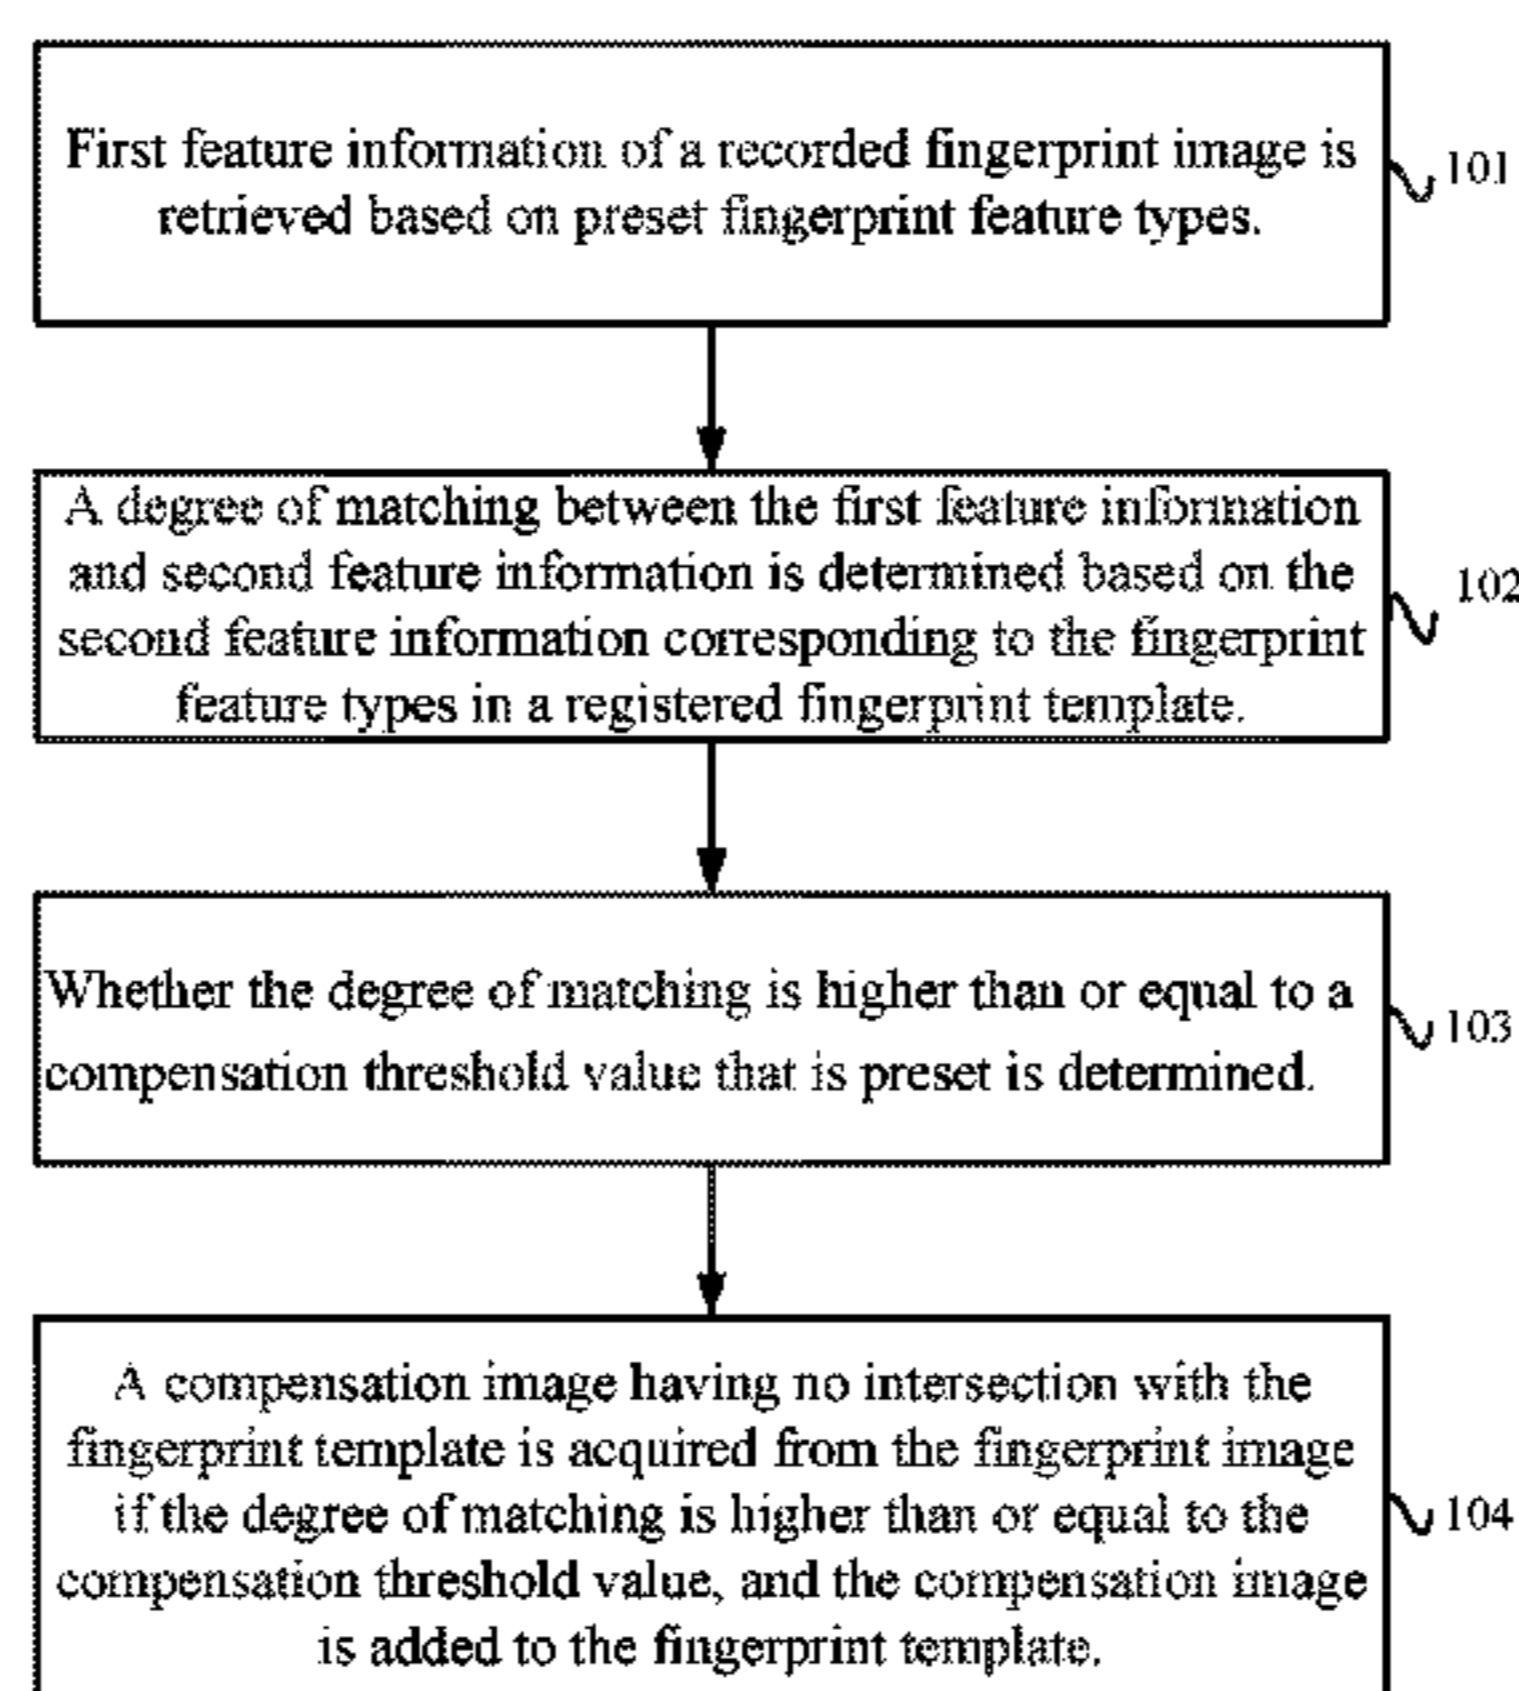 First feature information of a recorded fingerprint image is
retrieved based on preset fingerprint feature types.
101
A degree of matching between the first feature information
and second feature information is determined based on the
second feature information corresponding to the fingerprint
feature types in a registered fingerprint template.
102
Whether the degree of matching is higher than or equal to a
compensation threshold value that is preset is determined.
103
A compensation image having no intersection with the
fingerprint template is acquired from the fingerprint image
if the degree of matching is higher than or equal to the
compensation threshold value, and the compensation image
is added to the fingerprint template.
104